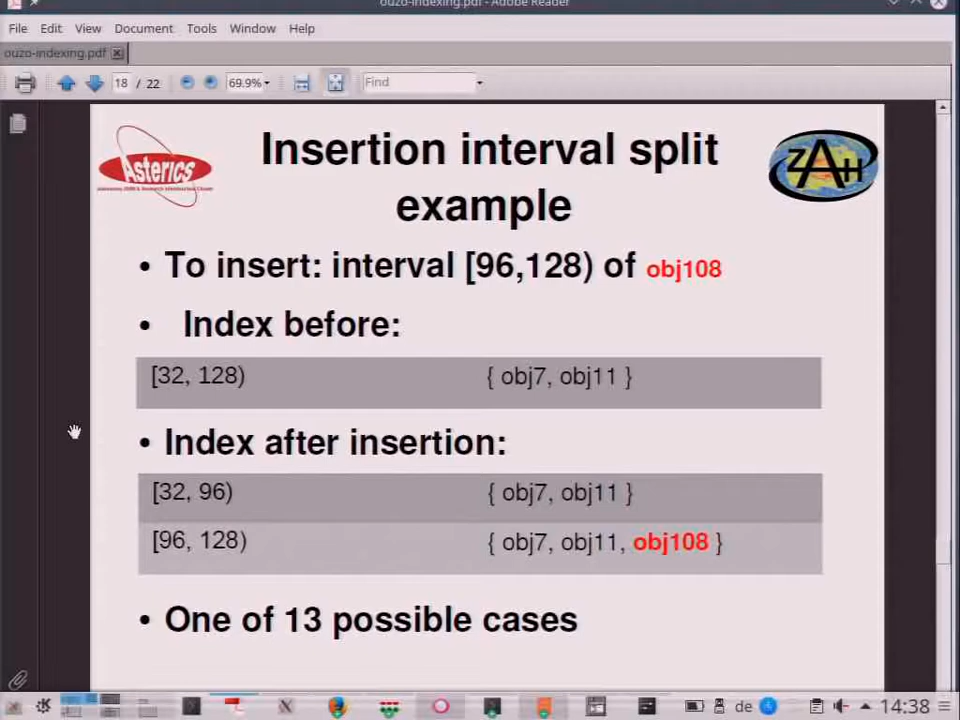 ouzo-indexing.pdf - Adobe Reader
File Edit View Document Tools Window Help
ouzo-indexing.pdf
18 / 22 69.9% Find
Asterics
ZAH
Insertion interval split
example
• To insert: interval [96,128) of obj108
• Index before:
[32, 128) { obj7, obj11 }
• Index after insertion:
[32, 96) { obj7, obj11 }
[96, 128) { obj7, obj11, obj108 }
• One of 13 possible cases
de 14:38